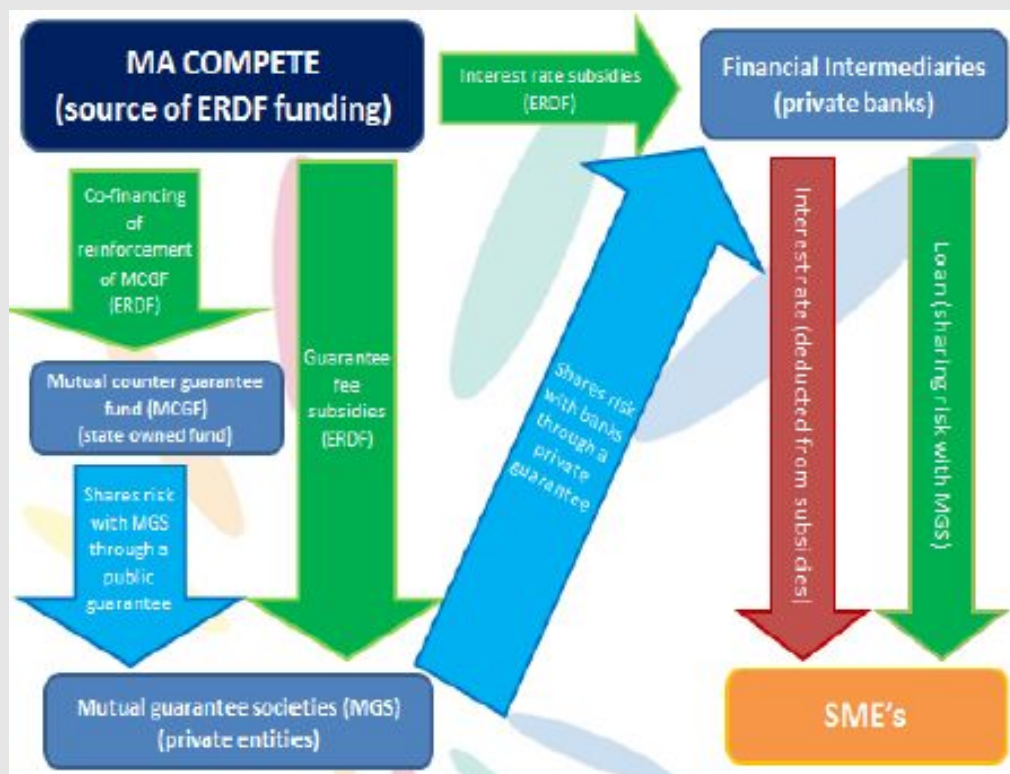 MA COMPETE
(source of ERDF funding)
Interest rate subsidies
(ERDF)
Financial Intermediaries
(private banks)
Co-financing
of
reinforcement
of MCGF
(ERDF)
Mutual counter guarantee
fund (MCGF)
(state owned fund)
Guarantee
fee
subsidies
(ERDF)
Shares risk
with MGS
through a
public
guarantee
Shares risk
with banks
through a
private
guarantee
Interest rate (deducted from subsidies)
Loan (sharing risk with MGS)
Mutual guarantee societies (MGS)
(private entities)
SME's